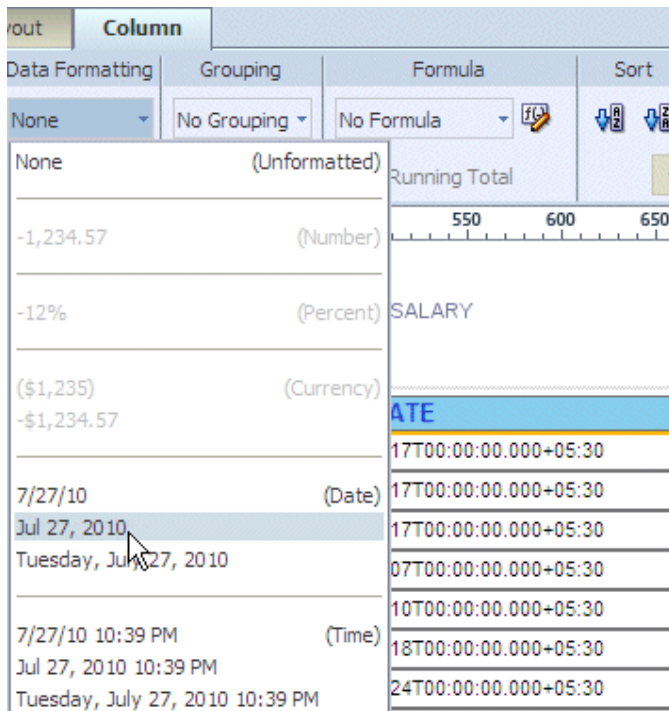 yout Column
Data Formatting Grouping Formula Sort
None No Grouping No Formula
None (Unformatted)
Running Total
550 600 650
-1,234.57 (Number)
-12% (Percent)
SALARY
($1,235) (Currency)
-$1,234.57
ATE
17T00:00:00.000+05:30
7/27/10 (Date)
17T00:00:00.000+05:30
Jul 27, 2010
17T00:00:00.000+05:30
Tuesday, July 27, 2010
07T00:00:00.000+05:30
10T00:00:00.000+05:30
7/27/10 10:39 PM (Time)
18T00:00:00.000+05:30
Jul 27, 2010 10:39 PM
24T00:00:00.000+05:30
Tuesday, July 27, 2010 10:39 PM